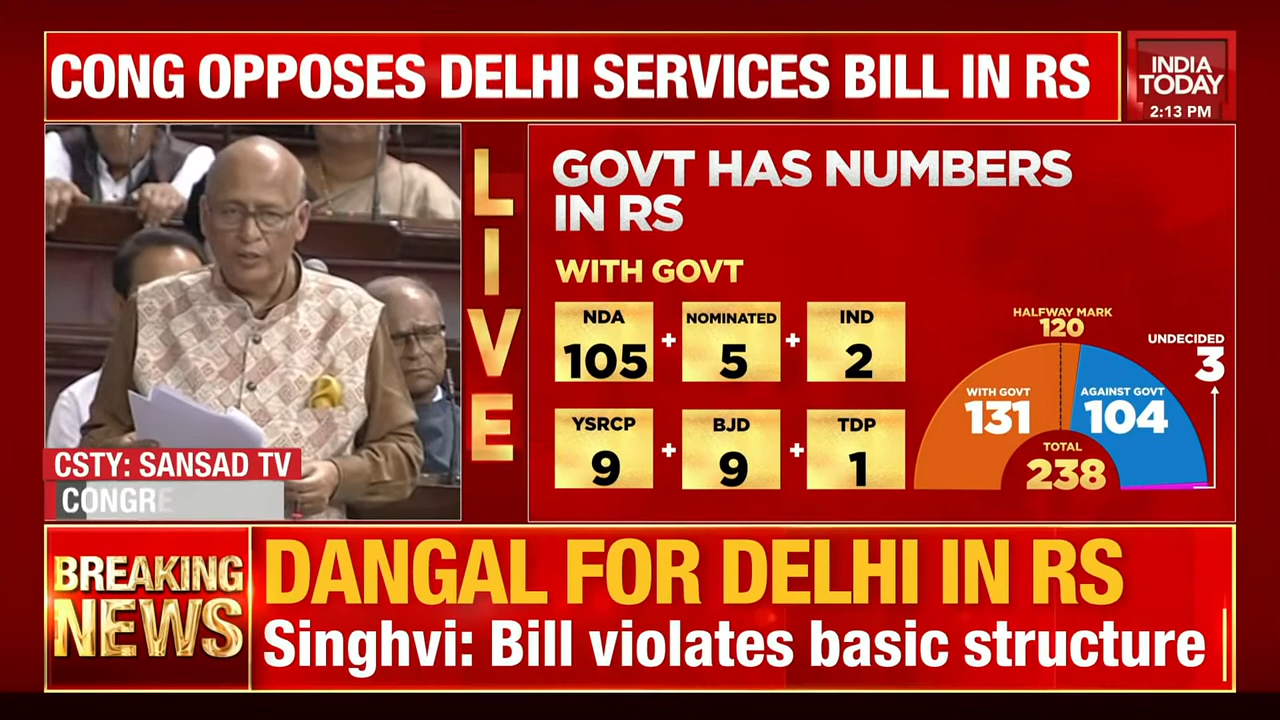 CONG OPPOSES DELHI SERVICES BILL IN RS
INDIA
TODAY
2:13 PM
LIVE
CSTY: SANSAD TV
CONGRE
GOVT HAS NUMBERS
IN RS
WITH GOVT
NDA
105
+
NOMINATED
5
+
IND
2
YSRCP
9
+
BJD
9
+
TDP
1
HALFWAY MARK
120
UNDECIDED
3
WITH GOVT
131
AGAINST GOVT
104
TOTAL
238
BREAKING
NEWS
DANGAL FOR DELHI IN RS
Singhvi: Bill violates basic structure